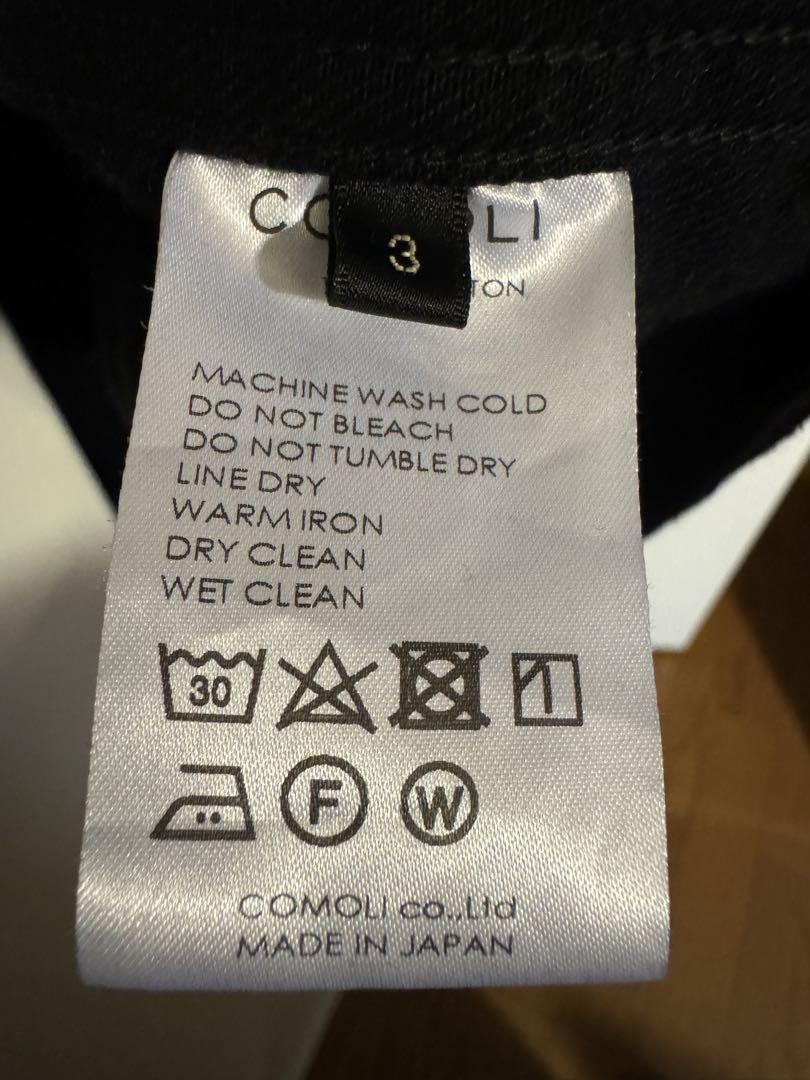 3
MACHINE WASH COLD
DO NOT BLEACH
DO NOT TUMBLE DRY
LINE DRY
WARM IRON
DRY CLEAN
WET CLEAN
30
F W
COMOLI co.,Ltd
MADE IN JAPAN